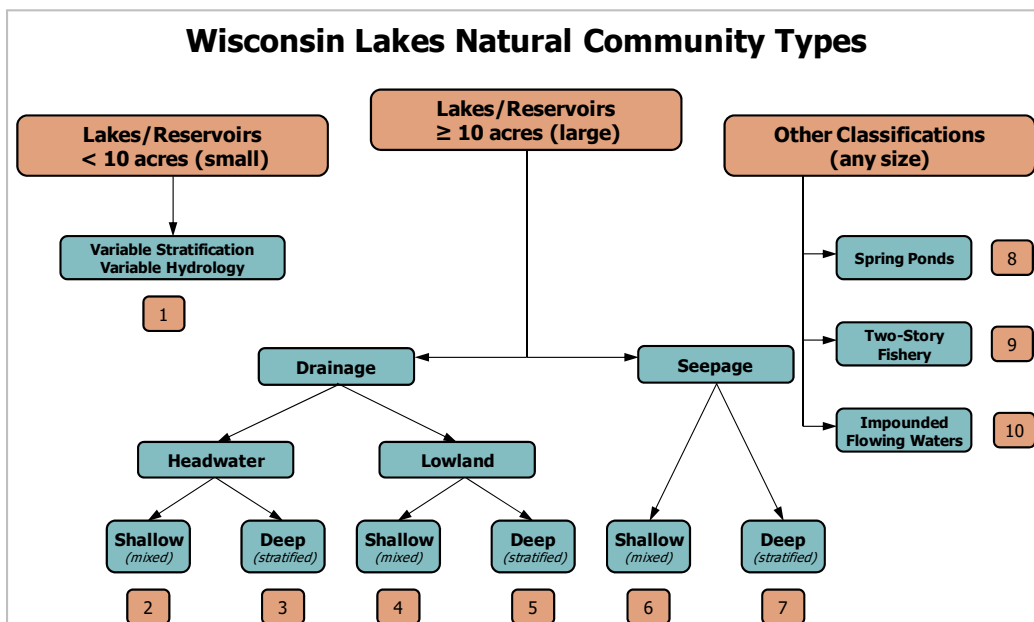 Wisconsin Lakes Natural Community Types
Lakes/Reservoirs
< 10 acres (small)
Lakes/Reservoirs
≥ 10 acres (large)
Other Classifications
(any size)
Variable Stratification
Variable Hydrology
1
Spring Ponds
8
Two-Story
Fishery
9
Impounded
Flowing Waters
10
Drainage
Seepage
Headwater
Lowland
Shallow
(mixed)
Deep
(stratified)
Shallow
(mixed)
Deep
(stratified)
Shallow
(mixed)
Deep
(stratified)
2
3
4
5
6
7